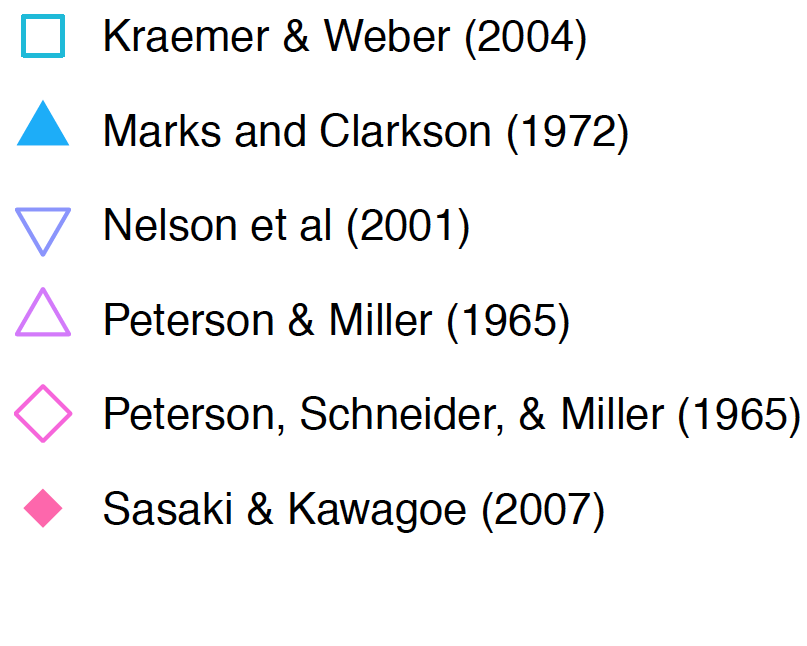 Kraemer & Weber (2004)
Marks and Clarkson (1972)
Nelson et al (2001)
Peterson & Miller (1965)
Peterson, Schneider, & Miller (1965)
Sasaki & Kawagoe (2007)